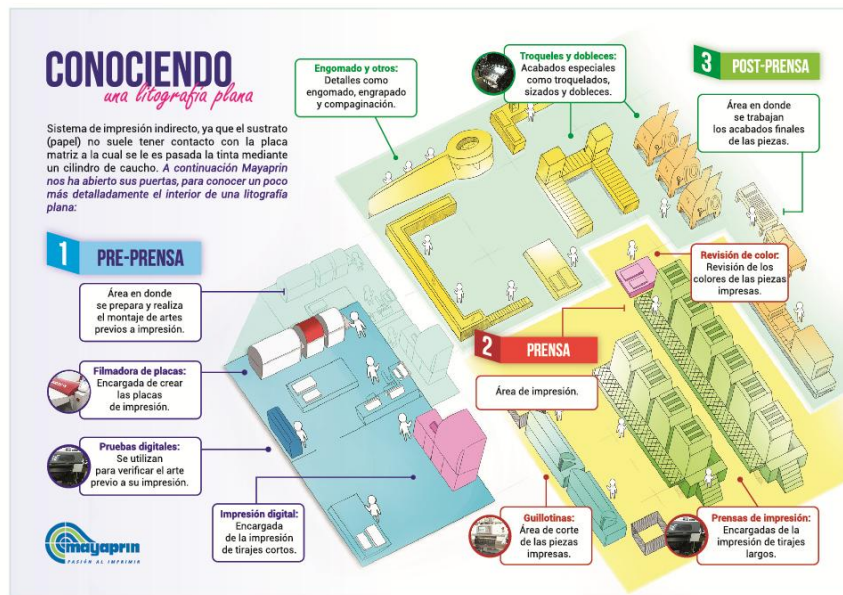 CONOCIENDO
una litografía plana
Sistema de impresión indirecto, ya que el sustrato
(papel) no suele tener contacto con la placa
matriz a la cual se le es pasada la tinta mediante
un cilindro de caucho. A continuación Mayaprin
nos ha abierto sus puertas, para conocer un poco
más detalladamente el interior de una litografía
plana:
1 PRE-PRENSA
Área en donde
se prepara y realiza
el montaje de artes
previos a impresión.
Filmadora de placas:
Encargada de crear
las placas
de impresión.
Pruebas digitales:
Se utilizan
para verificar el arte
previo a su impresión.
Impresión digital:
Encargada
de la impresión
de tirajes cortos.
mayaprin
PASIÓN AL IMPRIMIR
2 PRENSA
Área de impresión.
Revisión de color:
Revisión de los
colores de las piezas
impresas.
Guillotinas:
Área de corte
de las piezas
impresas.
Prensas de impresión:
Encargadas de la
impresión de tirajes
largos.
Engomado y otros:
Detalles como
engomado, engrapado
y compaginación.
Troqueles y dobleces:
Acabados especiales
como troquelados,
sizados y dobleces.
3 POST-PRENSA
Área en donde
se trabajan
los acabados finales
de las piezas.